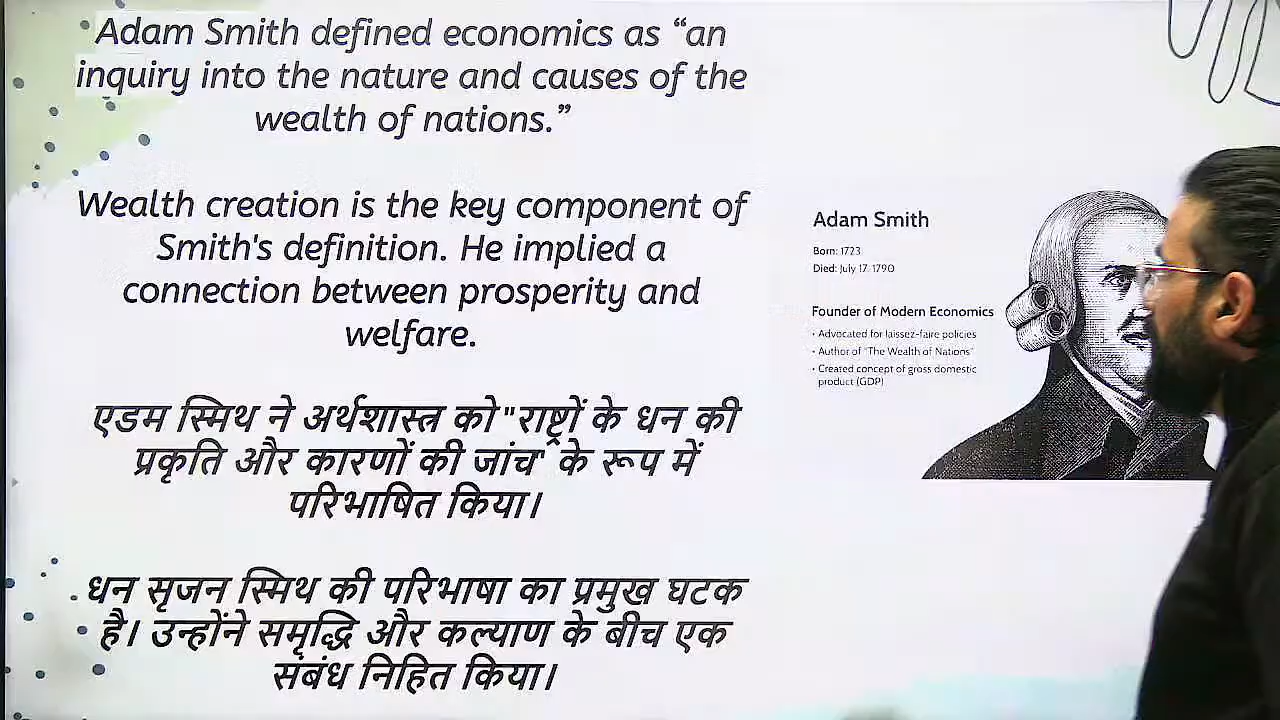 Adam Smith defined economics as “an
inquiry into the nature and causes of the
wealth of nations.”
Wealth creation is the key component of
Smith's definition. He implied a
connection between prosperity and
welfare.
एडम स्मिथ ने अर्थशास्त्र को "राष्ट्रों के धन की
प्रकृति और कारणों की जांच" के रूप में
परिभाषित किया।
धन सृजन स्मिथ की परिभाषा का प्रमुख घटक
है। उन्होंने समृद्धि और कल्याण के बीच एक
संबंध निहित किया।
Adam Smith
Born: 1723
Died: July 17, 1790
Founder of Modern Economics
• Advocated for laissez-faire policies
• Author of "The Wealth of Nations"
• Created concept of gross domestic
product (GDP)